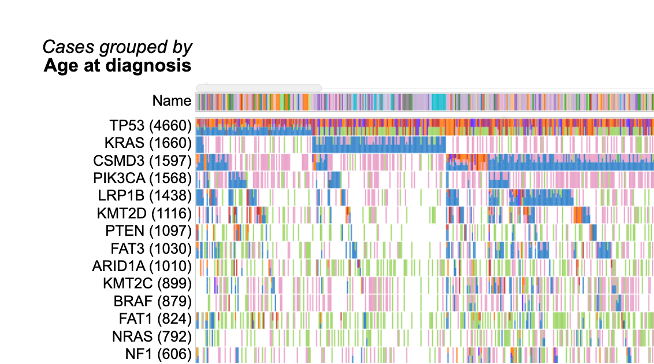 Cases grouped by
Age at diagnosis
Name
TP53 (4660)
KRAS (1660)
CSMD3 (1597)
PIK3CA (1568)
LRP1B (1438)
KMT2D (1116)
PTEN (1097)
FAT3 (1030)
ARID1A (1010)
KMT2C (899)
BRAF (879)
FAT1 (824)
NRAS (792)
NF1 (606)